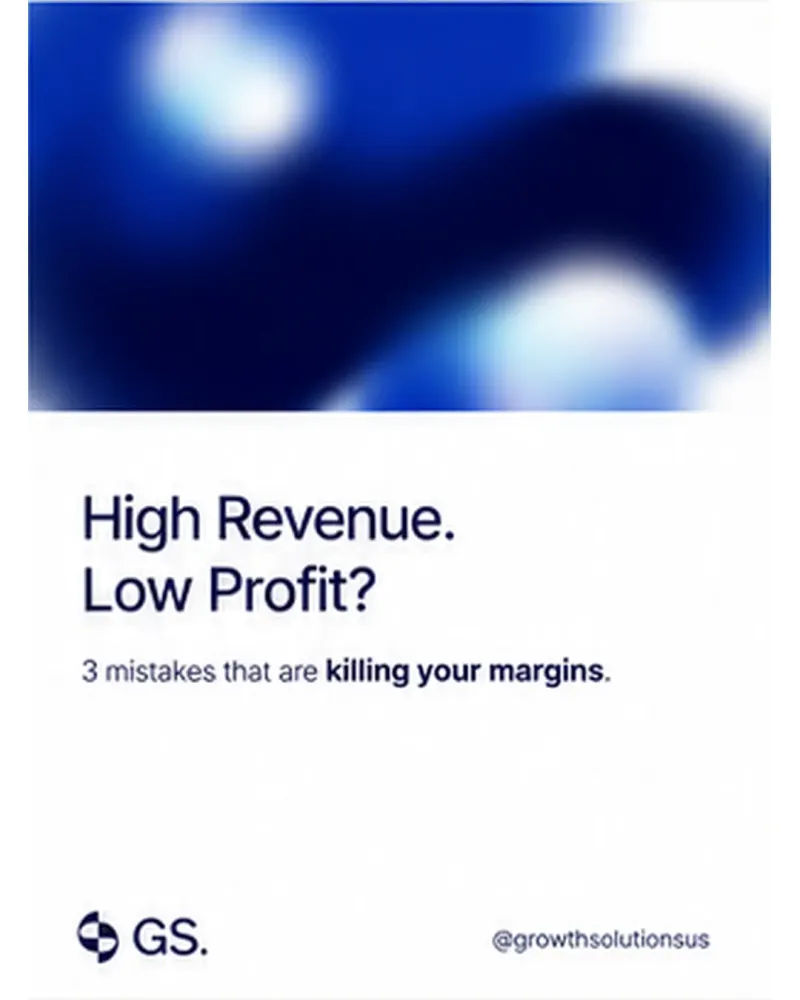 High Revenue.
Low Profit?
3 mistakes that are killing your margins.
GS.
@growthsolutionsus